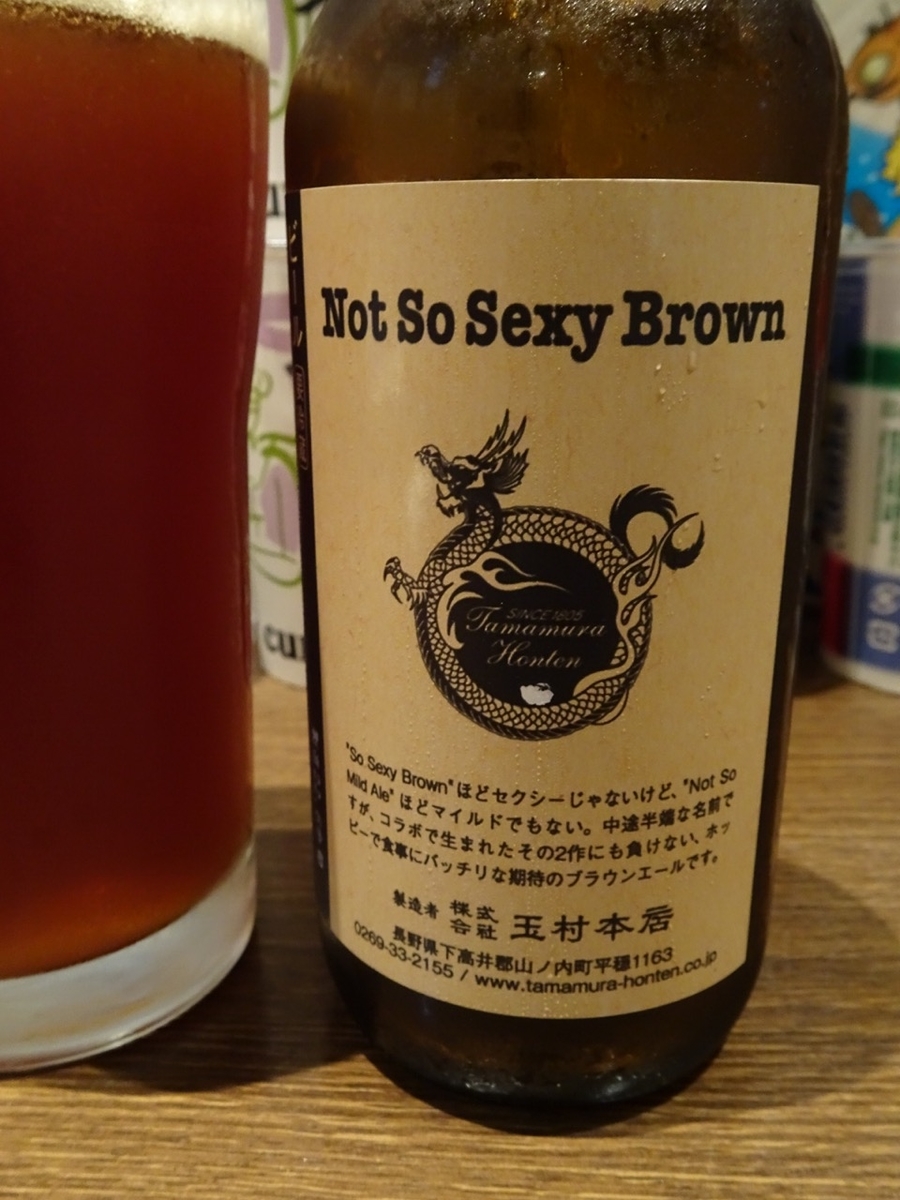 Not So Sexy Brown
SINCE 1805
Tamamura
Honten
"So Sexy Brown"ほどセクシーじゃないけど、"Not So
Mild Ale" ほどマイルドでもない。中途半端な名前で
すが、コラボで生まれたその2作にも負けない、ホッ
ピーで食事にバッチリな期待のブラウンエールです。
製造者 株式会社 玉村本店
長野県下高井郡山ノ内町平穏1163
0269-33-2155 / www.tamamura-honten.co.jp
ビール
cu